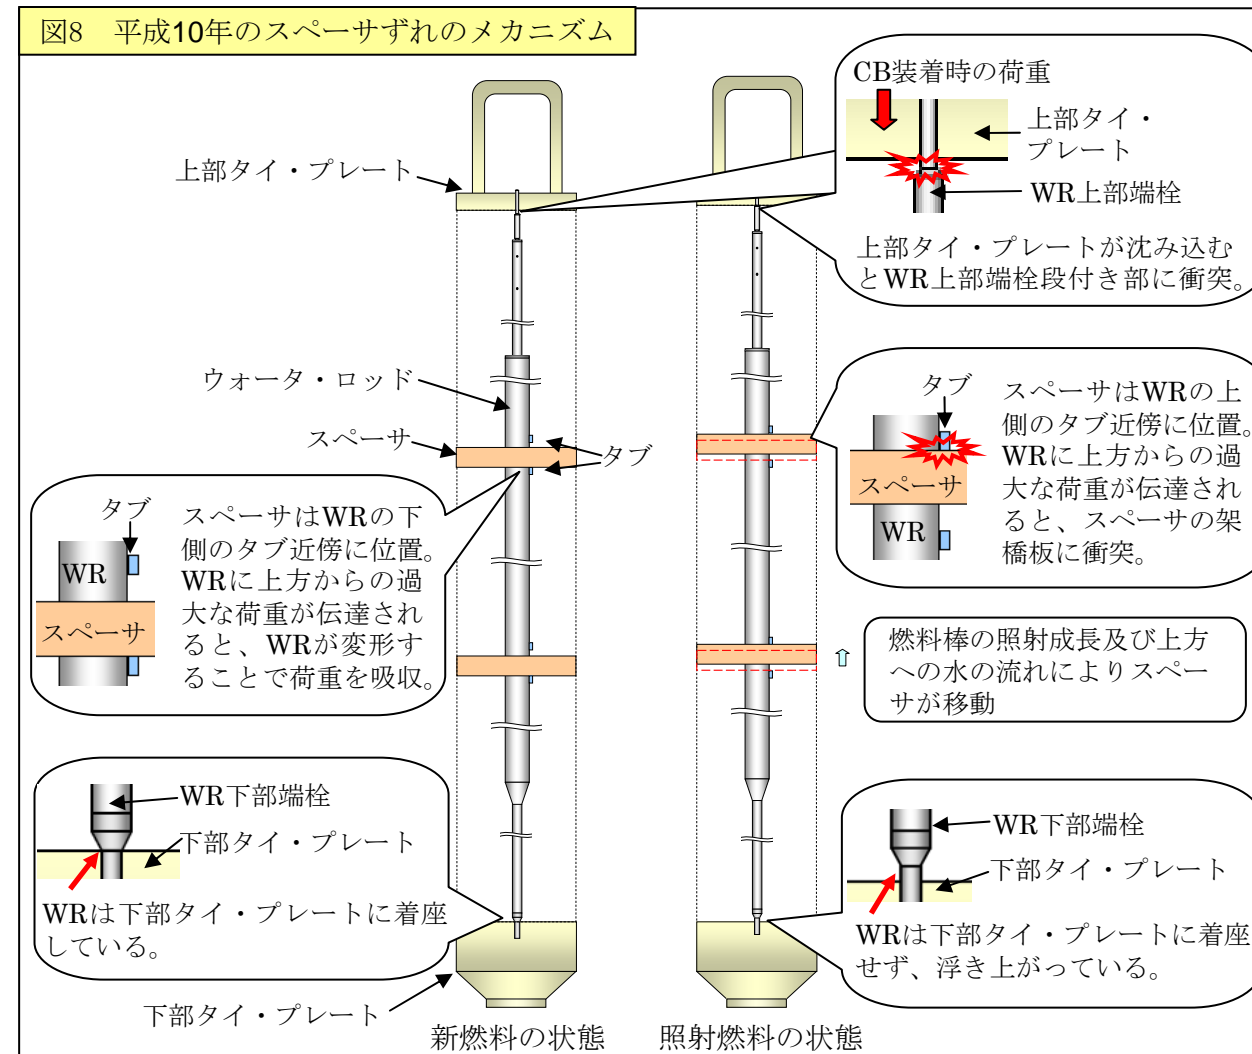 図8 平成10年のスペーサずれのメカニズム
CB装着時の荷重
上部タイ・
プレート
WR上部端栓
上部タイ・プレートが沈み込む
とWR上部端栓段付き部に衝突。
上部タイ・プレート
ウォータ・ロッド
スペーサ
タブ
タブ
スペーサ
WR
スペーサはWRの上
側のタブ近傍に位置。
WRに上方からの過
大な荷重が伝達され
ると、スペーサの架
橋板に衝突。
タブ
WR
スペーサ
スペーサはWRの下
側のタブ近傍に位置。
WRに上方からの過
大な荷重が伝達され
ると、WRが変形す
ることで荷重を吸収。
燃料棒の照射成長及び上方
への水の流れによりスペー
サが移動
WR下部端栓
下部タイ・プレート
WRは下部タイ・プレートに着座
している。
WR下部端栓
下部タイ・プレート
WRは下部タイ・プレートに着座
せず、浮き上がっている。
下部タイ・プレート
新燃料の状態
照射燃料の状態